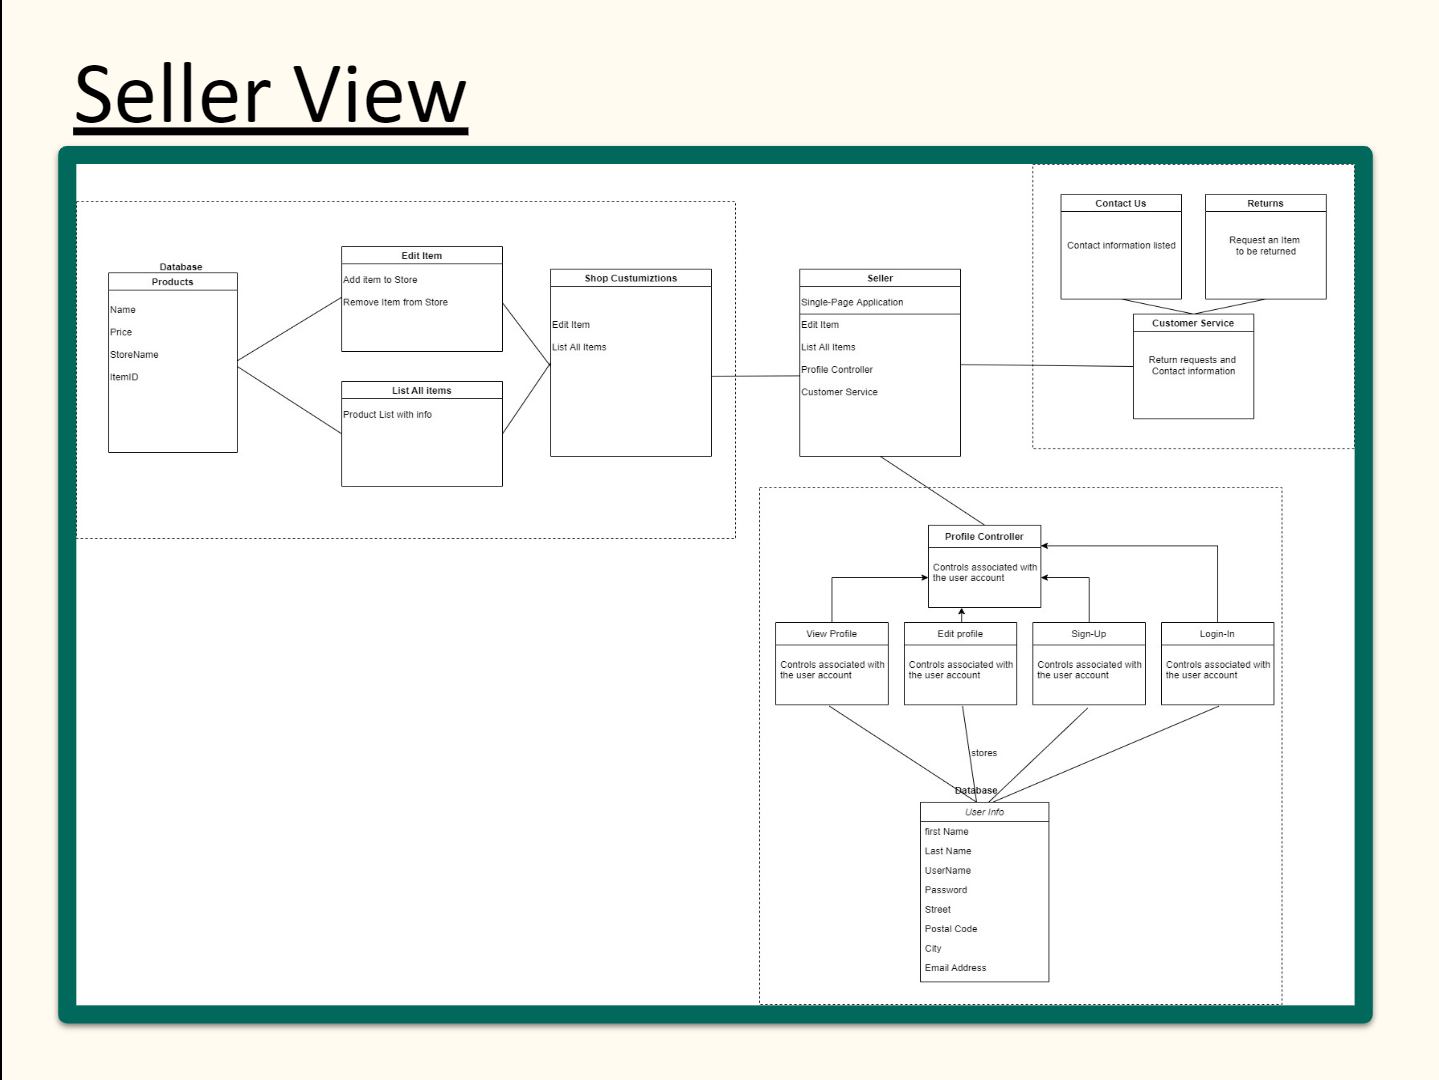 Seller View
Database
Products
Name
Price
StoreName
ItemID
Edit Item
Add item to Store
Remove Item from Store
List All items
Product List with info
Shop Custumiztions
Edit Item
List All Items
Seller
Single-Page Application
Edit Item
List All Items
Profile Controller
Customer Service
Contact Us
Contact information listed
Returns
Request an Item
to be returned
Customer Service
Return requests and
Contact information
Profile Controller
Controls associated with
the user account
View Profile
Controls associated with
the user account
Edit profile
Controls associated with
the user account
Sign-Up
Controls associated with
the user account
Login-In
Controls associated with
the user account
stores
Database
User Info
first Name
Last Name
UserName
Password
Street
Postal Code
City
Email Address